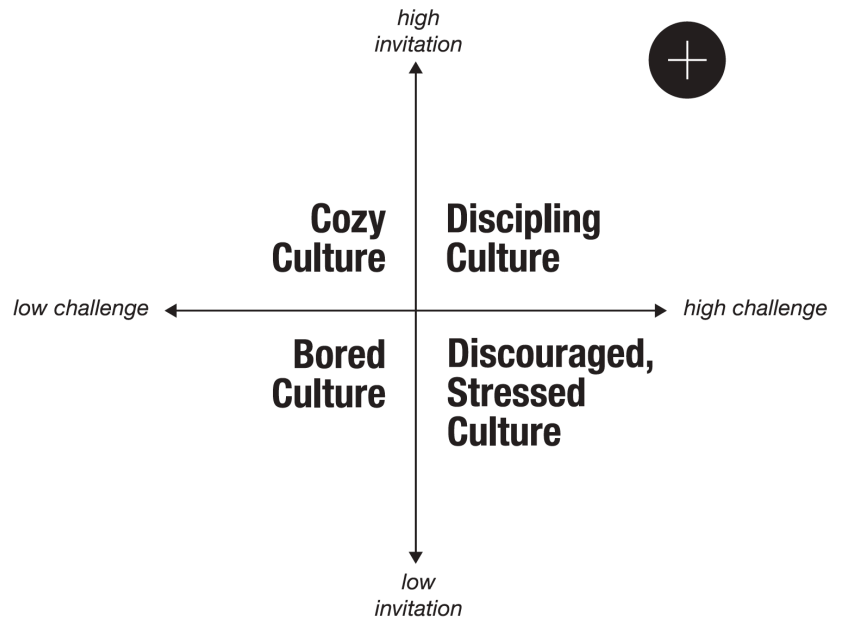 high
invitation
Cozy
Culture
Discipling
Culture
low challenge
high challenge
Bored
Culture
Discouraged,
Stressed
Culture
low
invitation